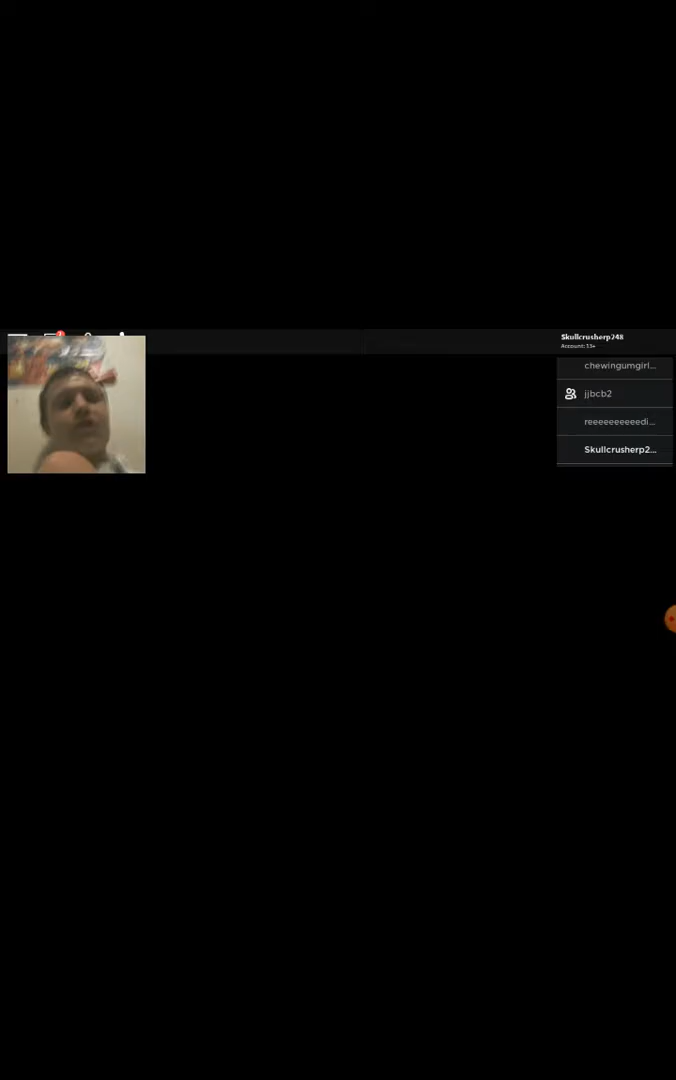 Skullcrusherp248
Account: 13+
chewingumgirl...
jjbcb2
reeeeeeeeeedi...
Skullcrusherp2...